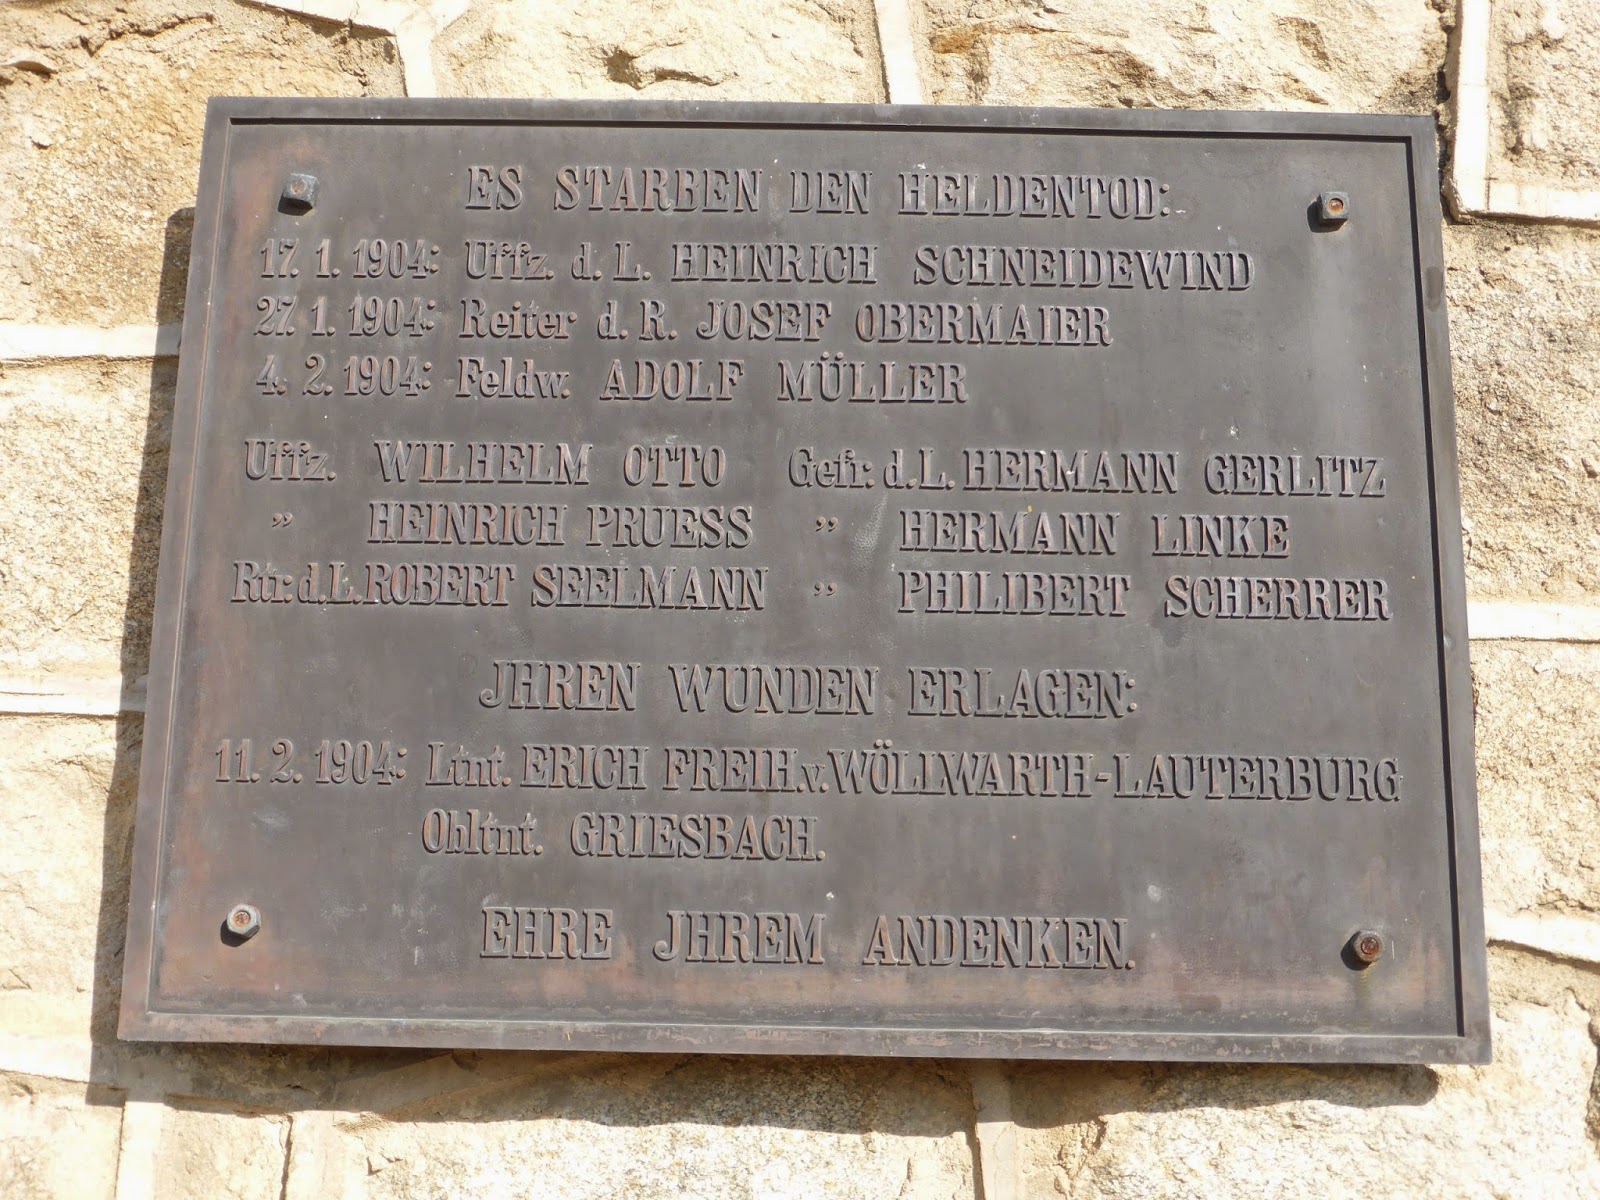 ES STARBEN DEN HELDENTOD:
17. 1. 1904: Uffz. d. L. HEINRICH SCHNEIDEWIND
27. 1. 1904: Reiter d. R. JOSEF OBERMAIER
4. 2. 1904: Feldw. ADOLF MÜLLER
Uffz. WILHELM OTTO Gefr. d. L. HERMANN GERLITZ
„ HEINRICH PRUESS „ HERMANN LINKE
Rtr. d. L. ROBERT SEELMANN „ PHILIBERT SCHERRER
JHREN WUNDEN ERLAGEN:
11. 2. 1904: Ltnt. ERICH FREIH. v. WÖLLWARTH-LAUTERBURG
Obltnt. GRIESBACH.
EHRE JHREM ANDENKEN.